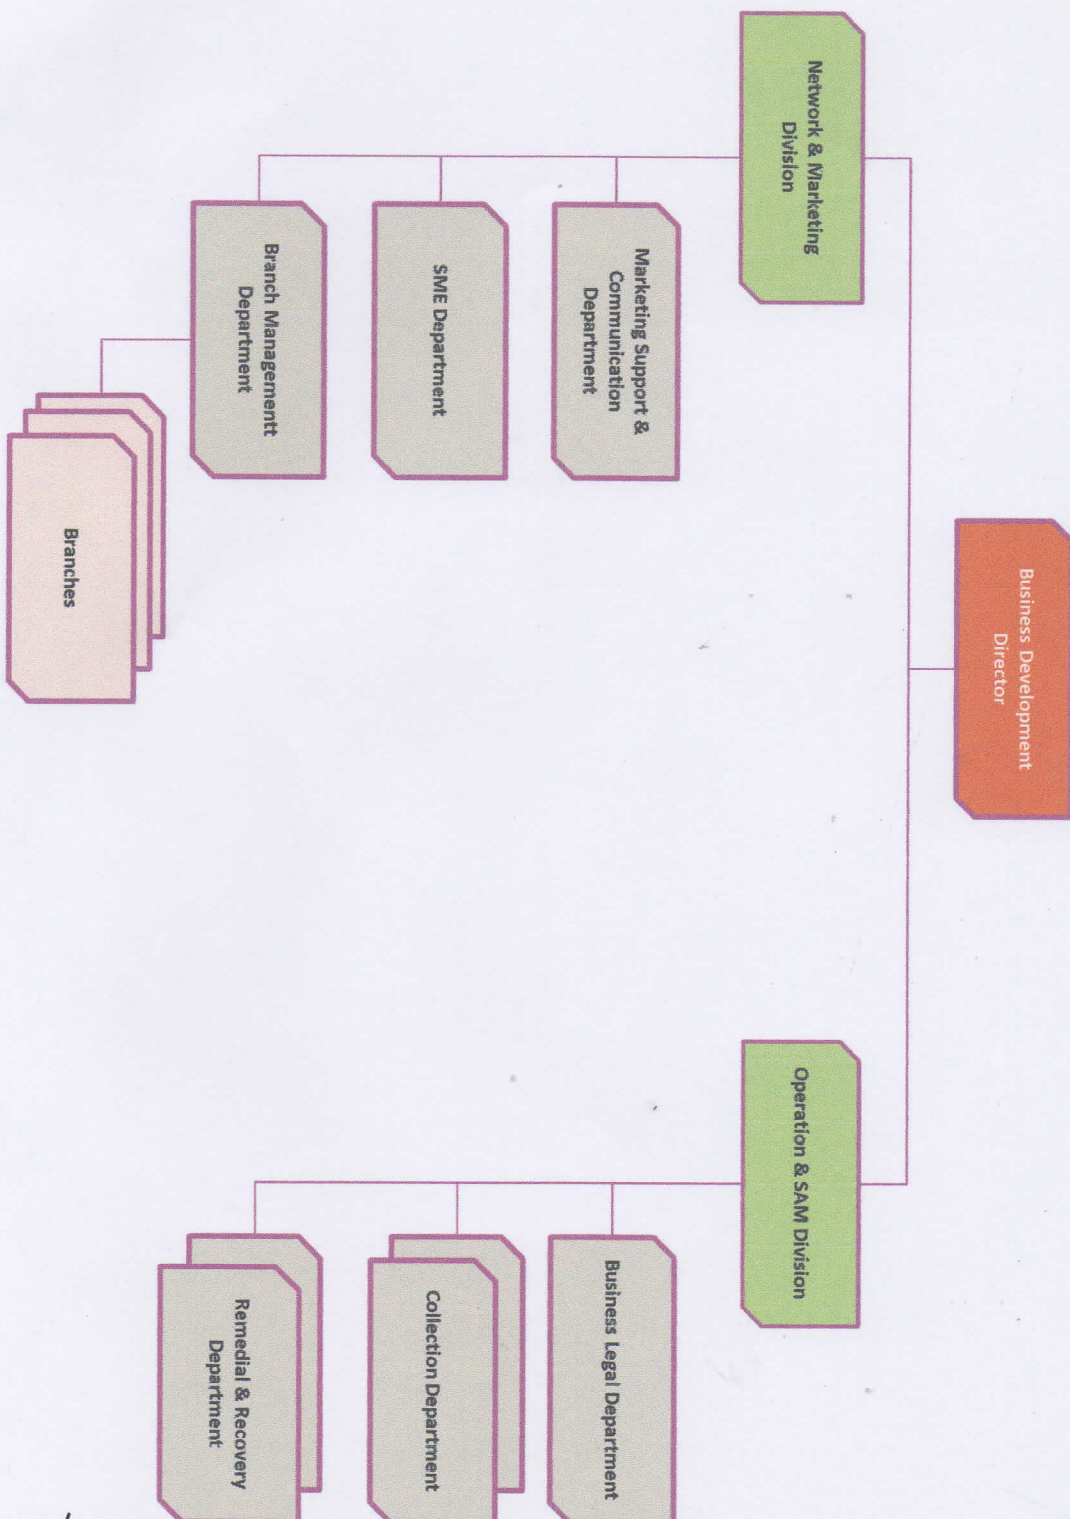 Business Development
Director
Network & Marketing
Division
Marketing Support &
Communication
Department
SME Department
Branch Managementt
Department
Branches
Operation & SAM Division
Business Legal Department
Collection Department
Remedial & Recovery
Department